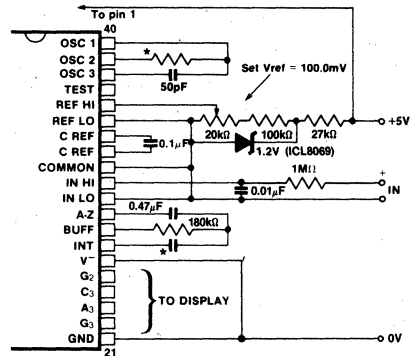 To pin 1
40
OSC 1
OSC 2
*
OSC 3
50pF
TEST
Set Vref = 100.0mV
REF HI
REF LO
20kΩ
100kΩ
27kΩ
+5V
C REF
0.1μF
1.2V (ICL8069)
C REF
COMMON
1MΩ
IN HI
+
0.01μF
IN
IN LO
–
0.47μF
A-Z
BUFF
180kΩ
INT
*
V⁻
G₂
C₃
TO DISPLAY
A₃
G₃
GND
0V
21